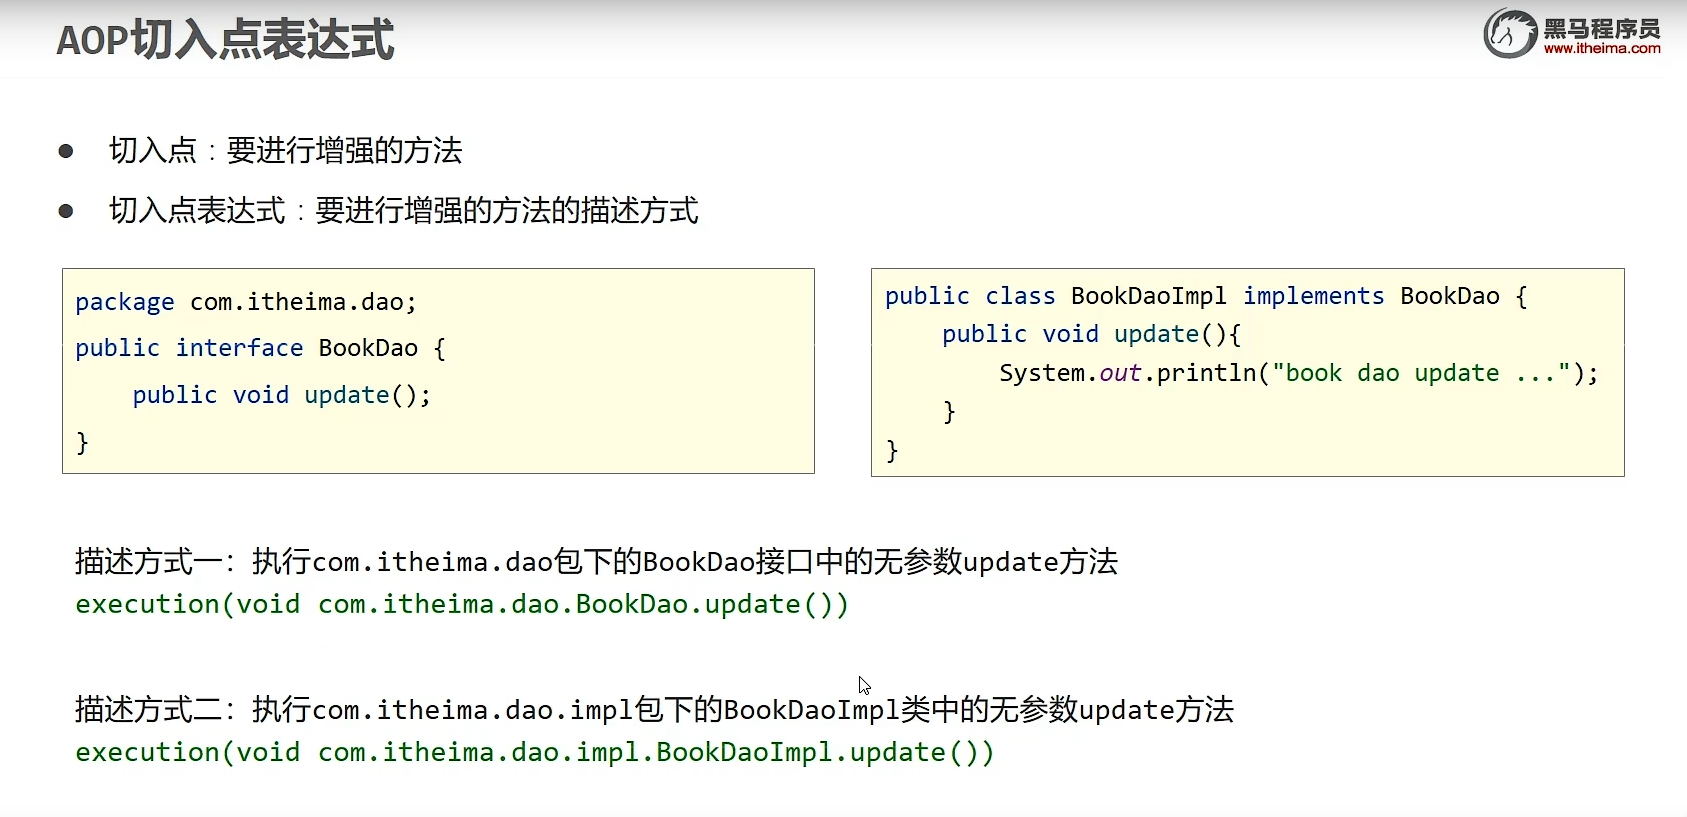 AOP切入点表达式
黑马程序员
www.itheima.com
● 切入点：要进行增强的方法
● 切入点表达式：要进行增强的方法的描述方式
package com.itheima.dao;
public interface BookDao {
    public void update();
}
public class BookDaoImpl implements BookDao {
    public void update(){
        System.out.println("book dao update ...");
    }
}
描述方式一：执行com.itheima.dao包下的BookDao接口中的无参数update方法
execution(void com.itheima.dao.BookDao.update())
描述方式二：执行com.itheima.dao.impl包下的BookDaoImpl类中的无参数update方法
execution(void com.itheima.dao.impl.BookDaoImpl.update())